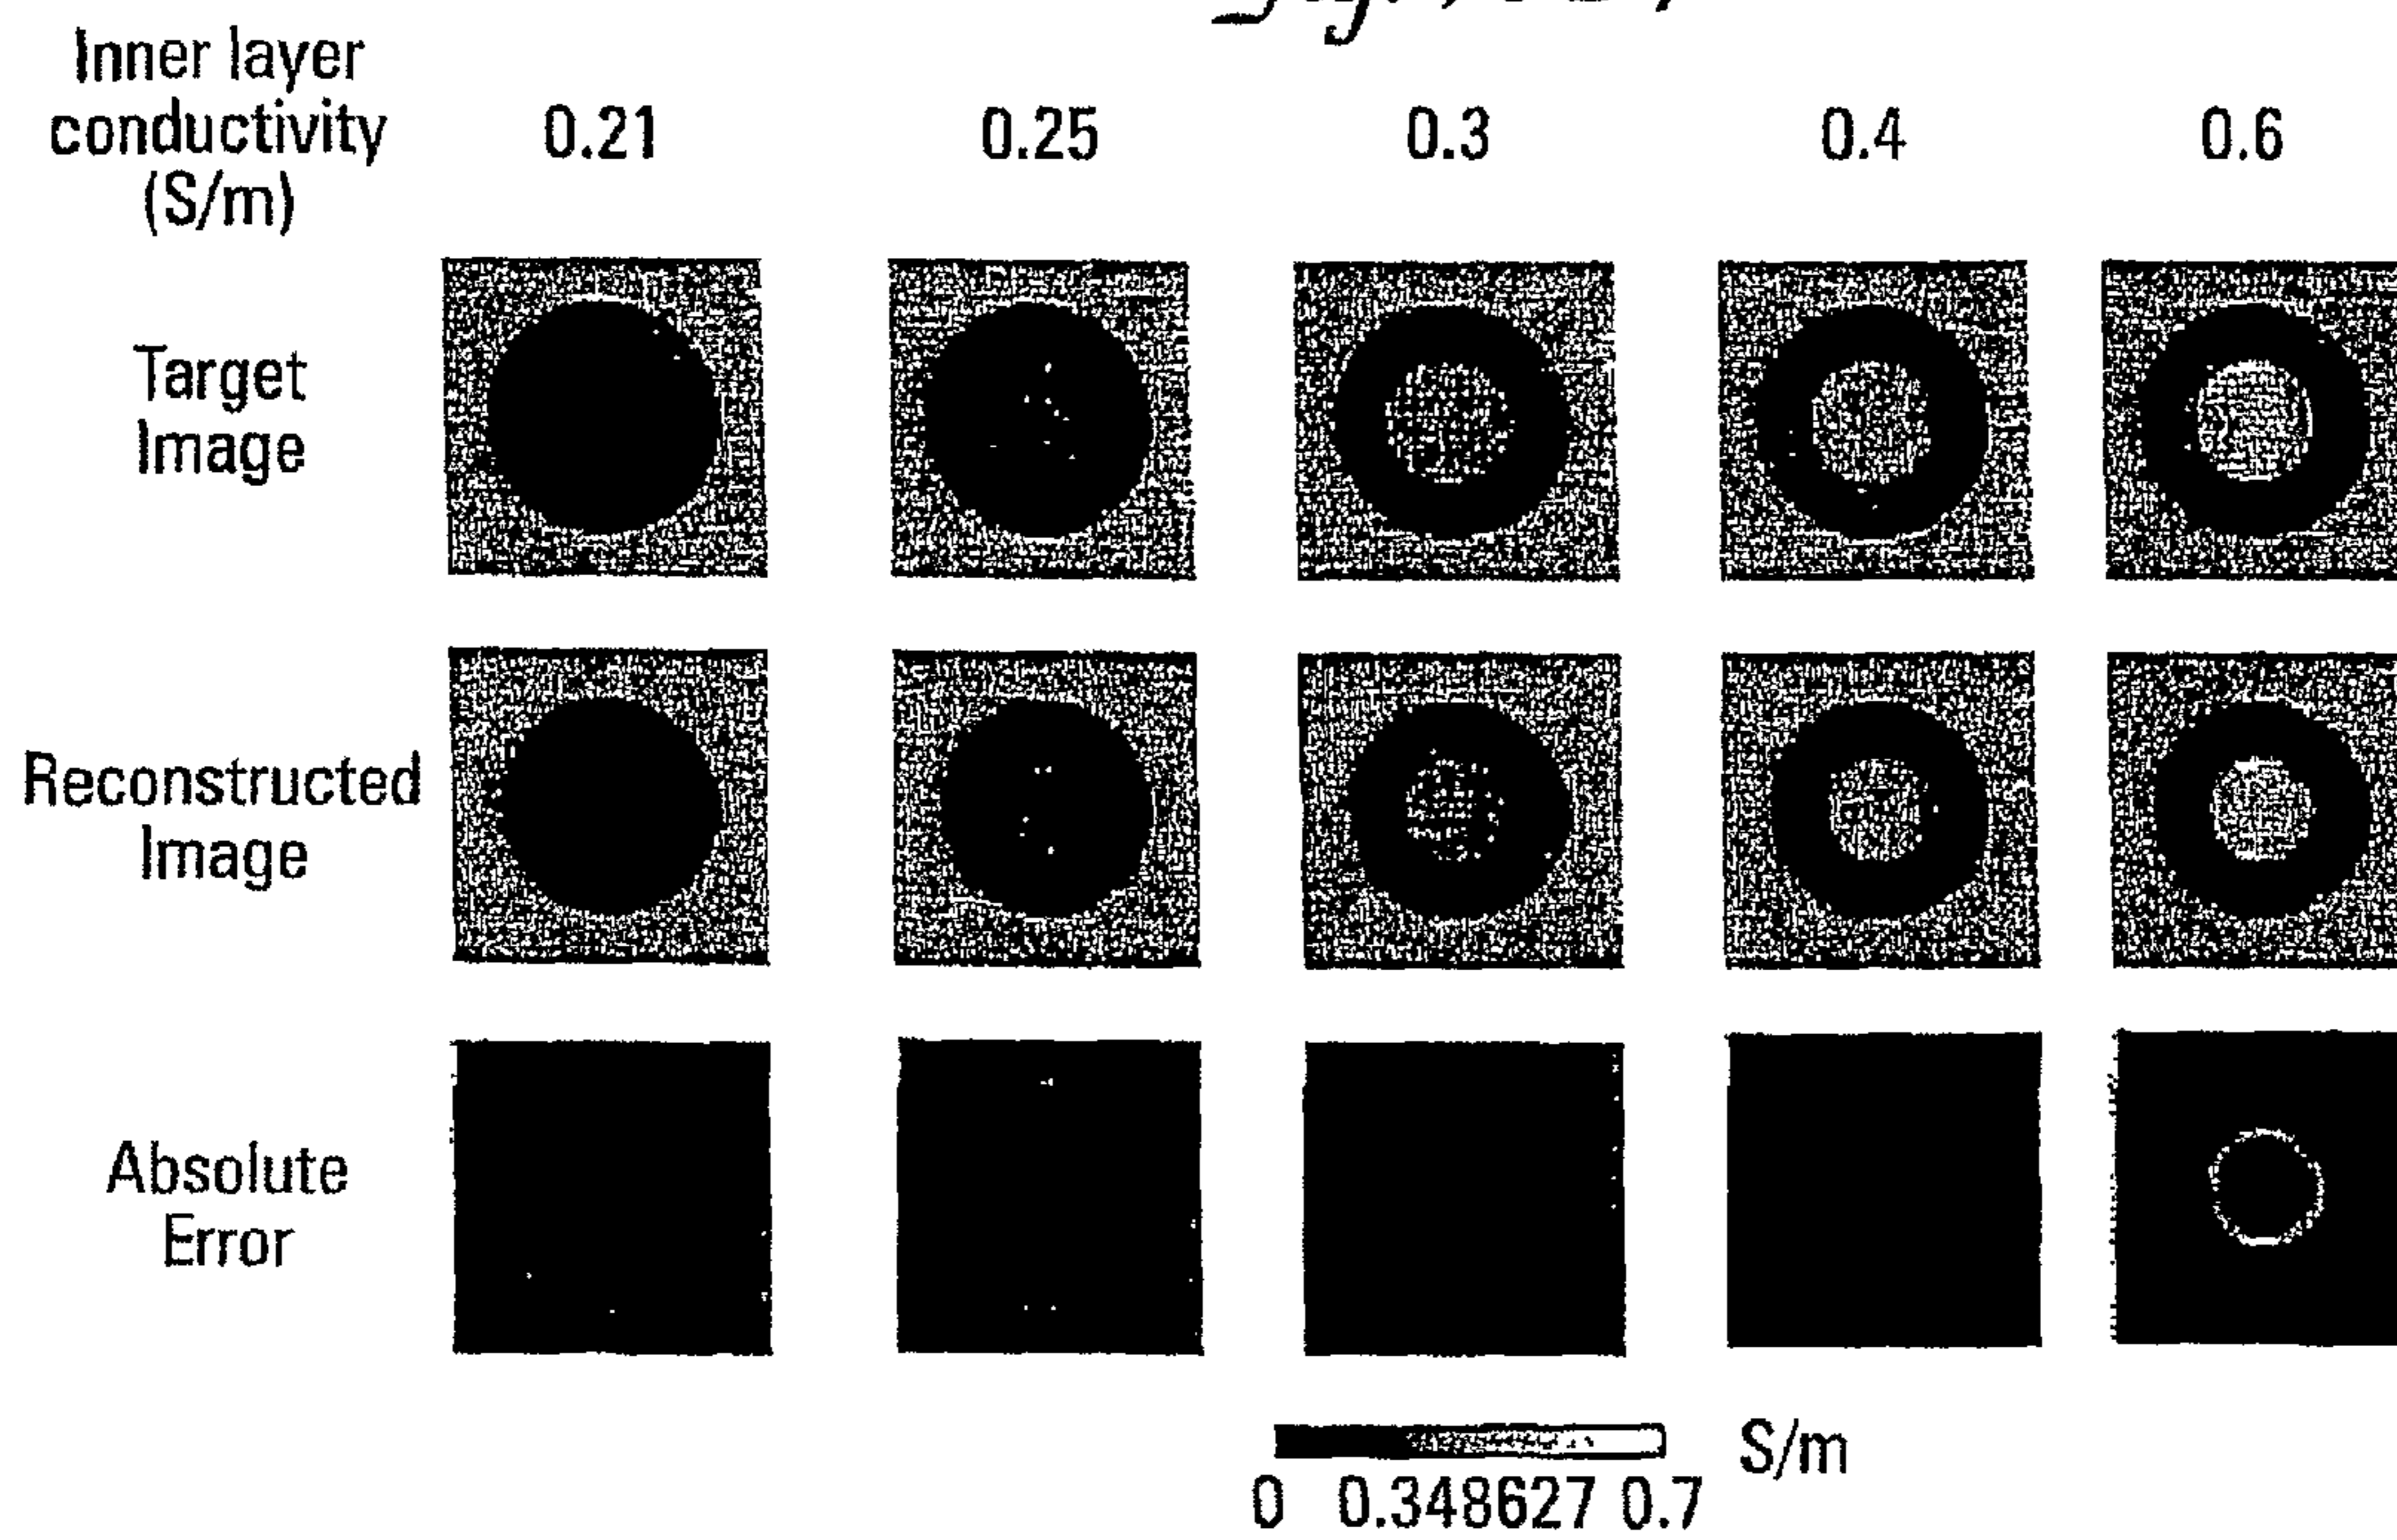 Inner layer
conductivity
(S/m)
0.21 0.25 0.3 0.4 0.6
Target
Image
Reconstructed
Image
Absolute
Error
S/m
0 0.348627 0.7